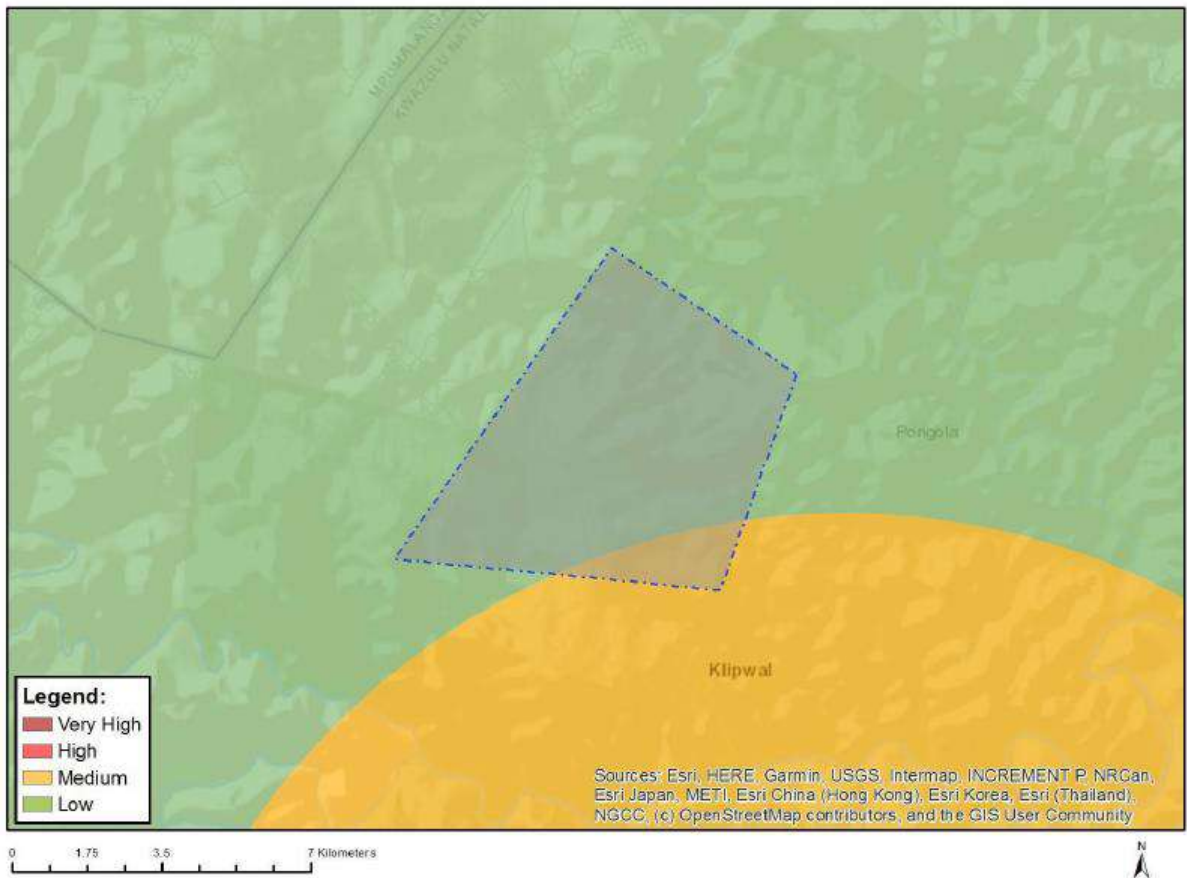 MPUMALANGA
KWAZULU NATAL
Pongola
Klipwal
Legend:
Very High
High
Medium
Low
Sources: Esri, HERE, Garmin, USGS, Intermap, INCREMENT P, NRCan,
Esri Japan, METI, Esri China (Hong Kong), Esri Korea, Esri (Thailand),
NGCC, (c) OpenStreetMap contributors, and the GIS User Community
0 1.75 3.5 7 Kilometers
N